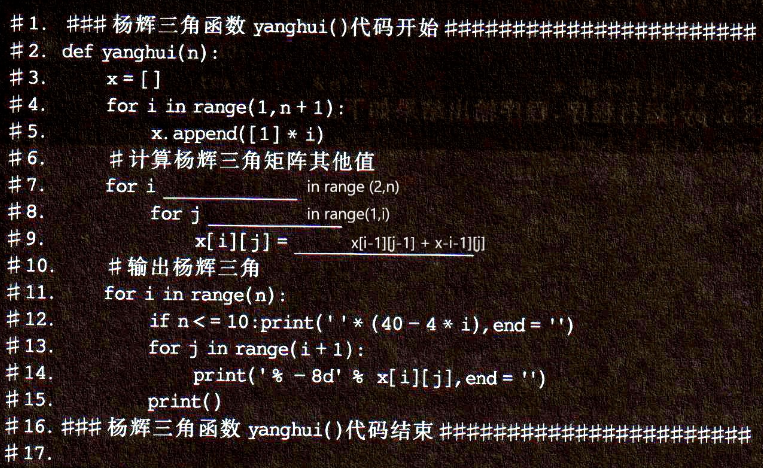 #1. ### 杨辉三角函数 yanghui()代码开始 #######################
#2. def yanghui(n):
#3. x = []
#4. for i in range(1,n + 1):
#5. x.append([1] * i)
#6. #计算杨辉三角矩阵其他值
#7. for i ________ in range (2,n)
#8. for j ________ in range(1,i)
#9. x[i][j] = ________ x[i-1][j-1] + x-i-1][j]
#10. #输出杨辉三角
#11. for i in range(n):
#12. if n<= 10:print(' '* (40 - 4 * i),end = '')
#13. for j in range(i + 1):
#14. print('% - 8d' % x[i][j],end = '')
#15. print()
#16. ### 杨辉三角函数 yanghui()代码结束 #######################
#17.